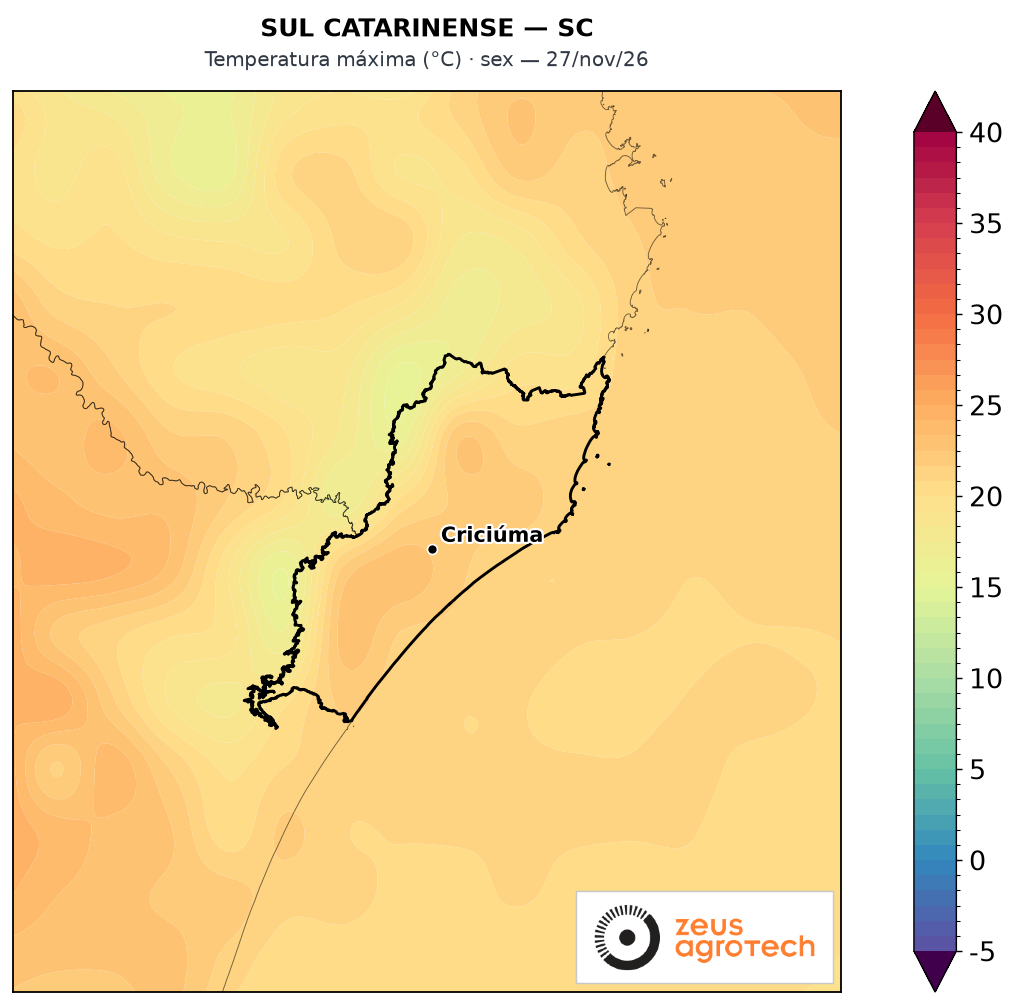 SUL CATARINENSE — SC
Temperatura máxima (°C) · sex — 27/nov/26
40
35
30
25
20
15
10
5
0
-5
Criciúma
zeus
agrotech